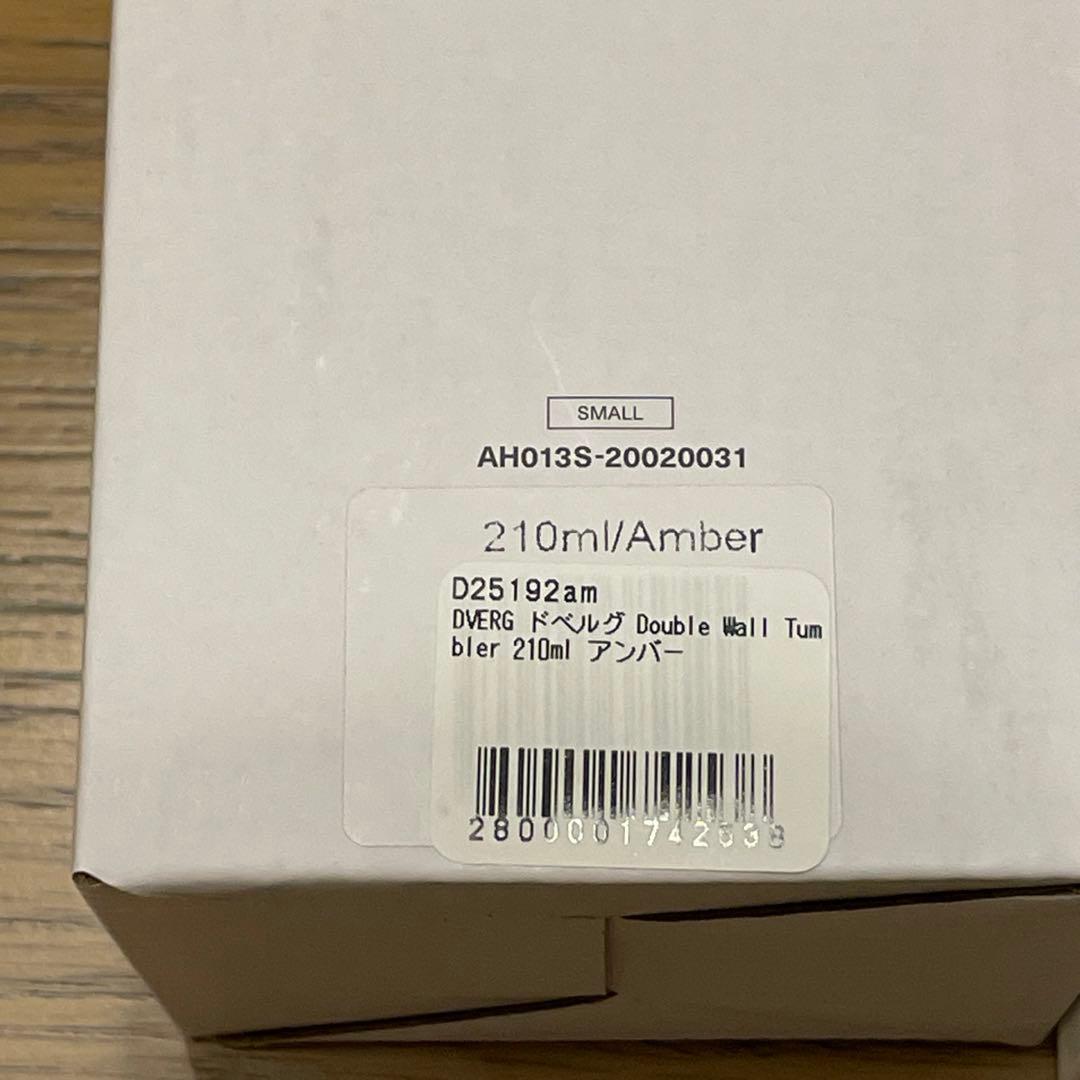 SMALL
AH013S-20020031
210ml/Amber
D25192am
DVERG ドベルグ Double Wall Tum
bler 210ml アンバー
2800001742538